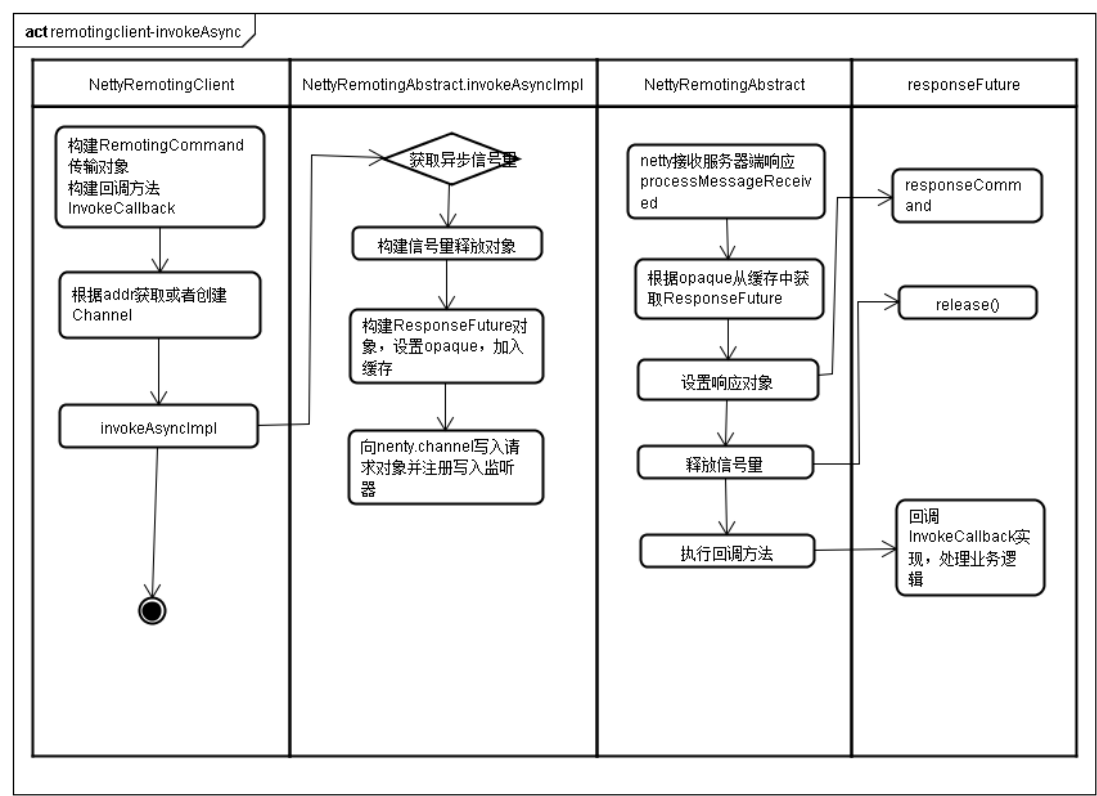 act remotingclient-invokeAsync
NettyRemotingClient
NettyRemotingAbstract.invokeAsyncImpl
NettyRemotingAbstract
responseFuture
构建RemotingCommand
传输对象
构建回调方法
InvokeCallback
根据addr获取或者创建
Channel
invokeAsyncImpl
获取异步信号量
构建信号量释放对象
构建ResponseFuture对
象，设置opaque，加入
缓存
向nenty.channel写入请
求对象并注册写入监听
器
netty接收服务器端响应
processMessageReceiv
ed
根据opaque从缓存中获
取ResponseFuture
设置响应对象
释放信号量
执行回调方法
responseComm
and
release()
回调
InvokeCallback实
现，处理业务逻
辑